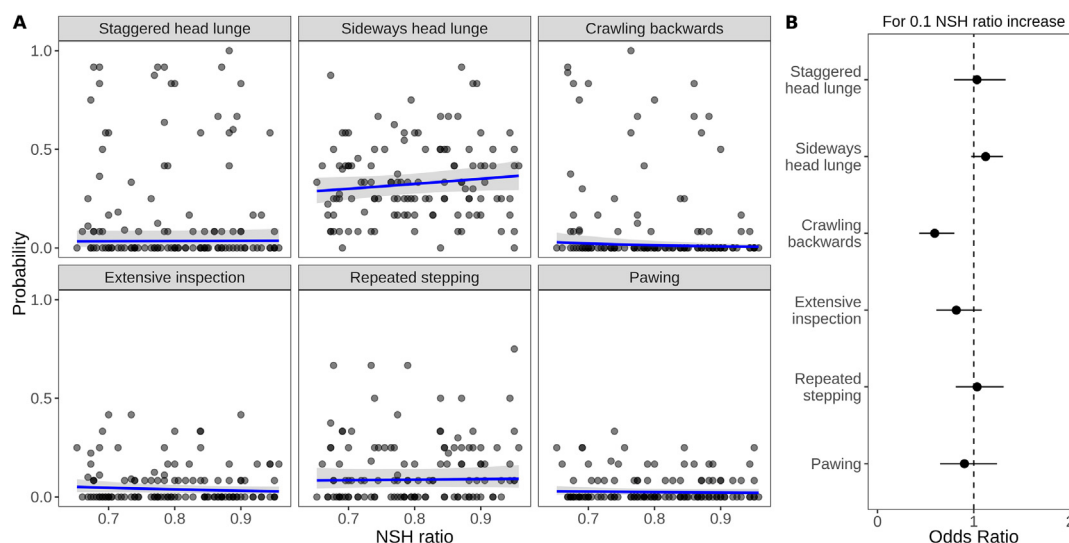 A
Staggered head lunge
Sideways head lunge
Crawling backwards
1.0
0.5
0.0
Extensive inspection
Repeated stepping
Pawing
1.0
0.5
0.0
Probability
0.7
0.8
0.9
0.7
0.8
0.9
0.7
0.8
0.9
NSH ratio
B
For 0.1 NSH ratio increase
Staggered
head lunge
Sideways
head lunge
Crawling
backwards
Extensive
inspection
Repeated
stepping
Pawing
0
1
2
Odds Ratio